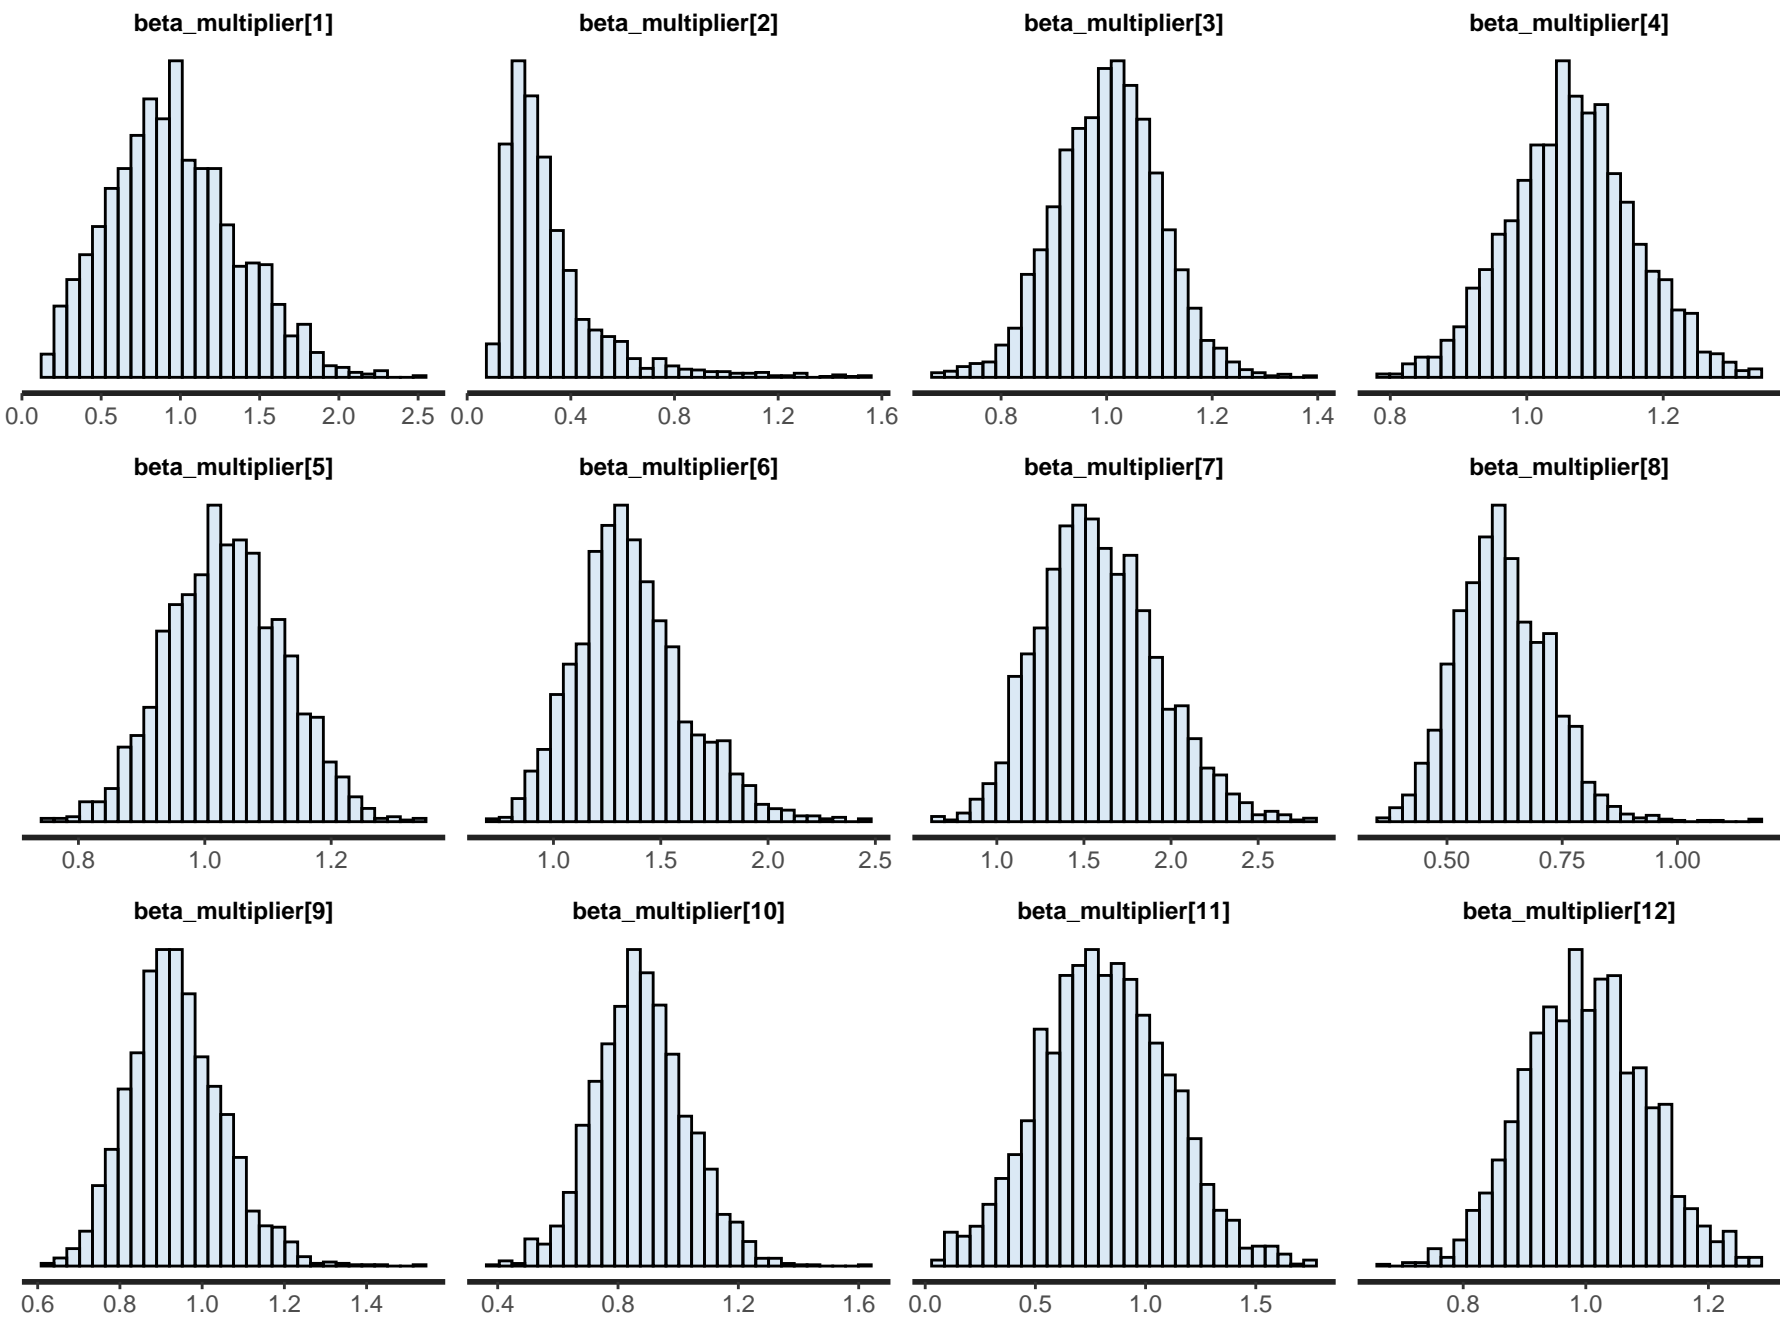 beta_multiplier[1] beta_multiplier[2] beta_multiplier[3] beta_multiplier[4]
0.0 0.5 1.0 1.5 2.0 2.5 0.0 0.4 0.8 1.2 1.6 0.8 1.0 1.2 1.4 0.8 1.0 1.2
beta_multiplier[5] beta_multiplier[6] beta_multiplier[7] beta_multiplier[8]
0.8 1.0 1.2 1.0 1.5 2.0 2.5 1.0 1.5 2.0 2.5 0.50 0.75 1.00
beta_multiplier[9] beta_multiplier[10] beta_multiplier[11] beta_multiplier[12]
0.6 0.8 1.0 1.2 1.4 0.4 0.8 1.2 1.6 0.0 0.5 1.0 1.5 0.8 1.0 1.2